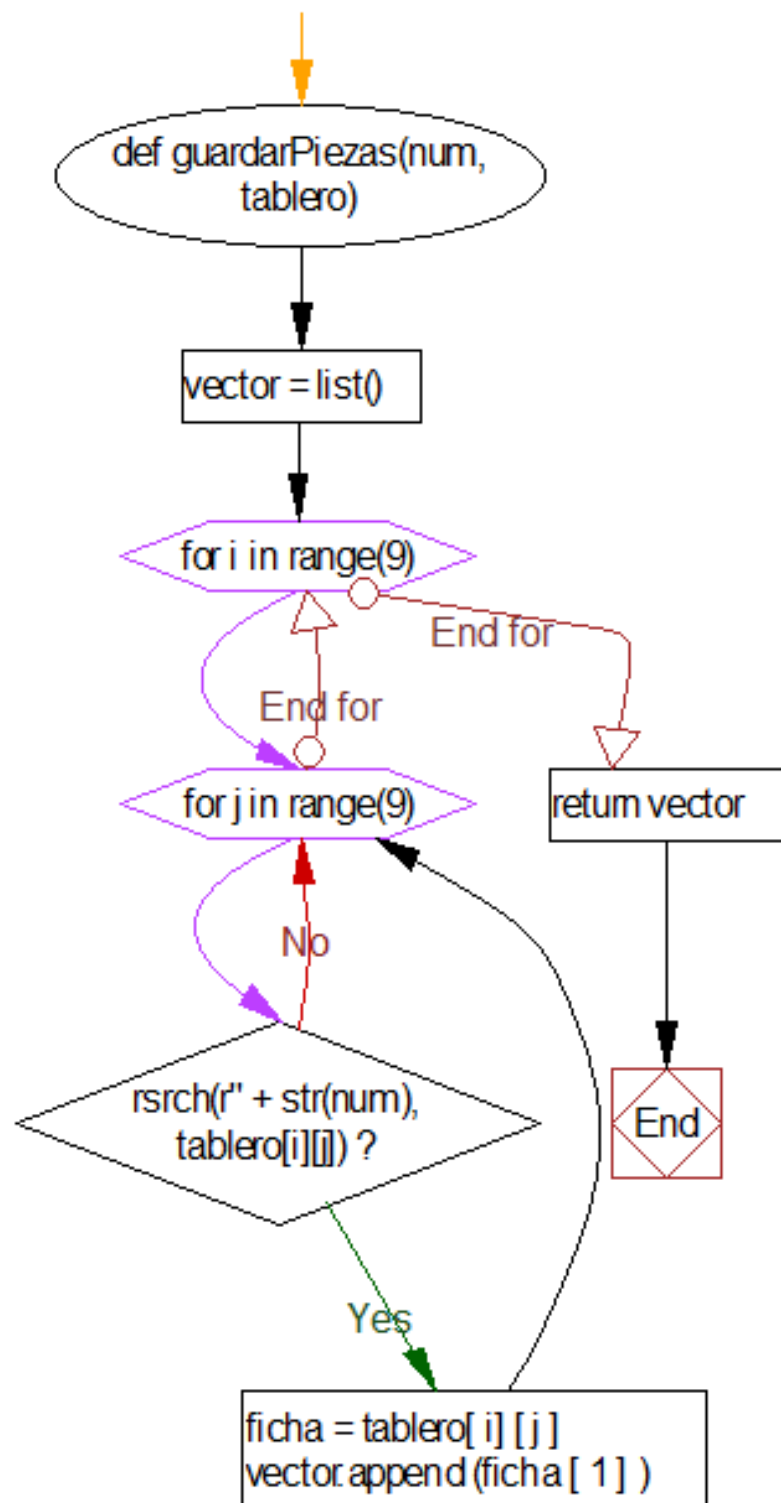 def guardarPiezas(num,
tablero)
vector = list()
for i in range(9)
End for
End for
for j in range(9)
return vector
No
rsrch(r'' + str(num),
tablero[i][j]) ?
End
Yes
ficha = tablero[ i] [ j ]
vector.append (ficha [ 1 ] )